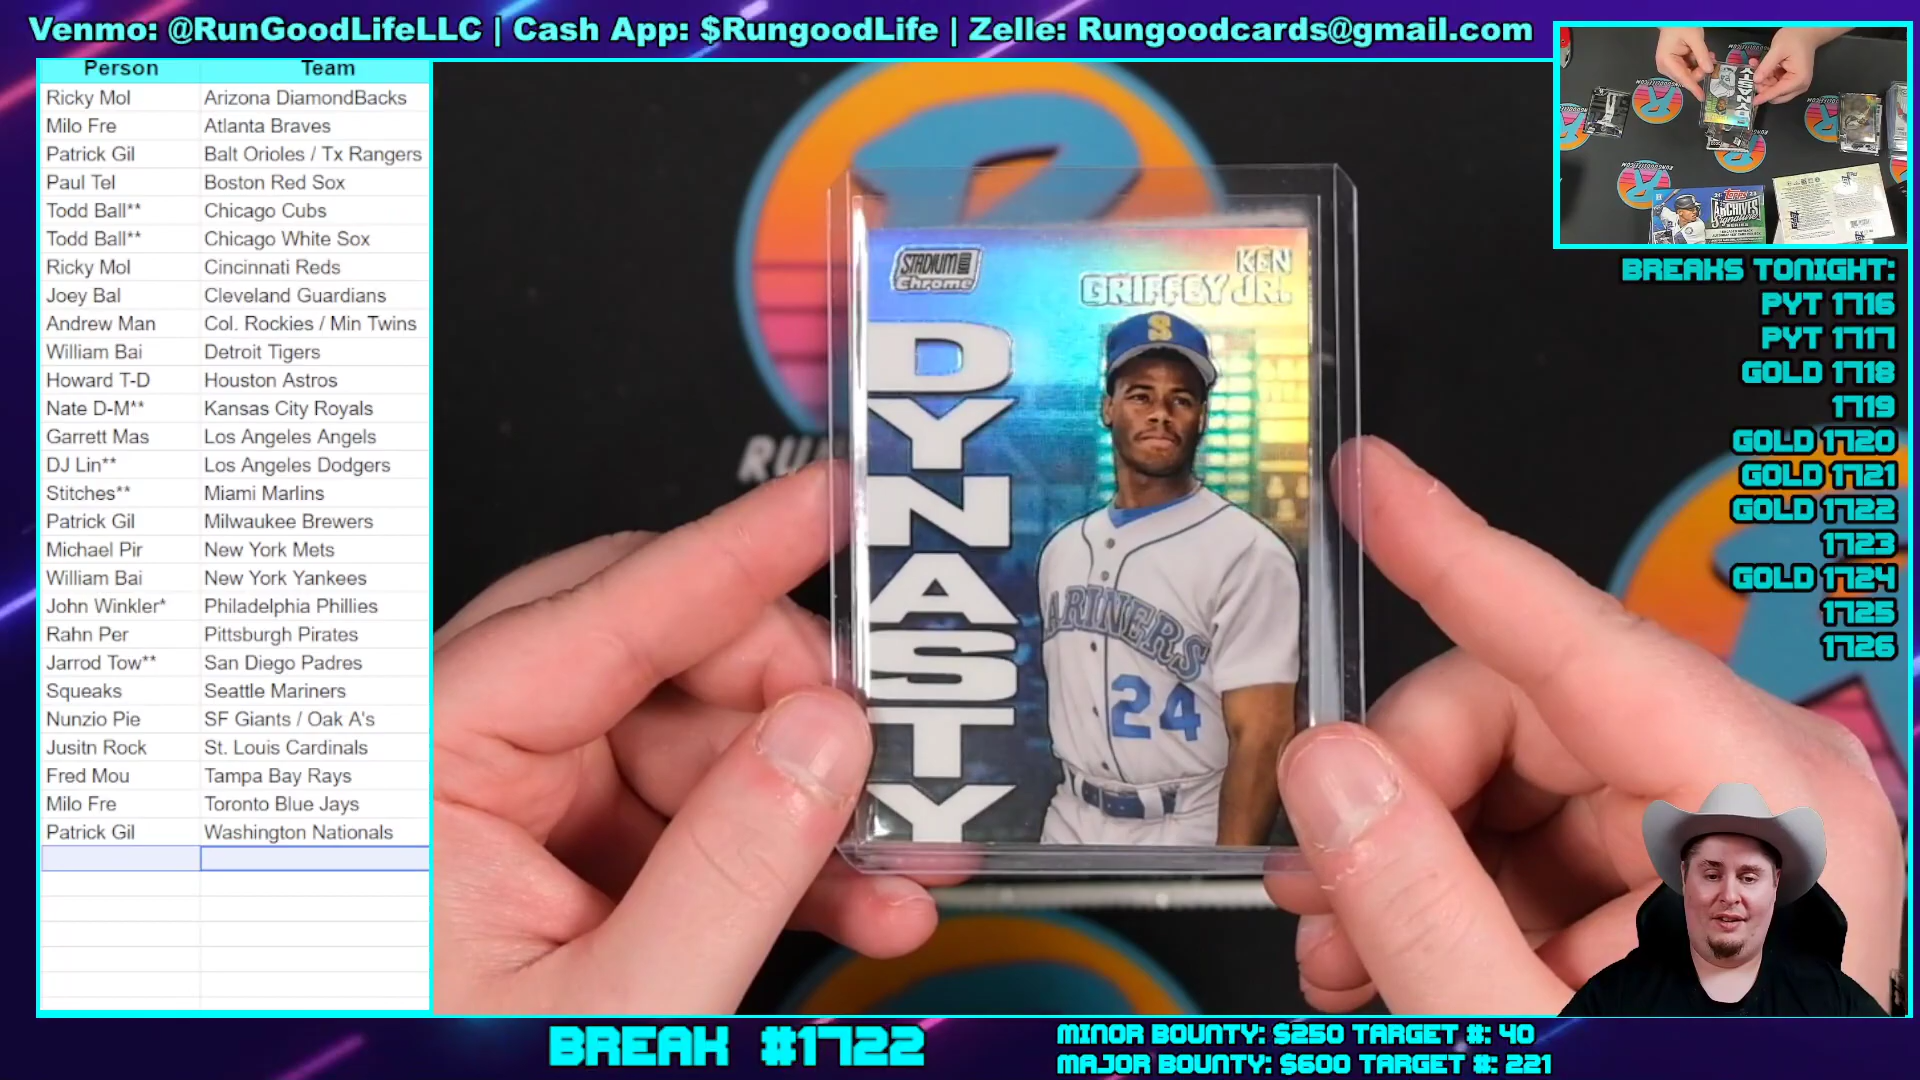 Venmo: @RunGoodLifeLLC | Cash App: $RungoodLife | Zelle: Rungoodcards@gmail.com
Person Team
Ricky Mol Arizona DiamondBacks
Milo Fre Atlanta Braves
Patrick Gil Balt Orioles / Tx Rangers
Paul Tel Boston Red Sox
Todd Ball** Chicago Cubs
Todd Ball** Chicago White Sox
Ricky Mol Cincinnati Reds
Joey Bal Cleveland Guardians
Andrew Man Col. Rockies / Min Twins
William Bai Detroit Tigers
Howard T-D Houston Astros
Nate D-M** Kansas City Royals
Garrett Mas Los Angeles Angels
DJ Lin** Los Angeles Dodgers
Stitches** Miami Marlins
Patrick Gil Milwaukee Brewers
Michael Pir New York Mets
William Bai New York Yankees
John Winkler* Philadelphia Phillies
Rahn Per Pittsburgh Pirates
Jarrod Tow** San Diego Padres
Squeaks Seattle Mariners
Nunzio Pie SF Giants / Oak A's
Jusitn Rock St. Louis Cardinals
Fred Mou Tampa Bay Rays
Milo Fre Toronto Blue Jays
Patrick Gil Washington Nationals
RU
STADIUM CLUB
Chrome
KEN
GRIFFEY JR.
DYNASTY
S
MARINERS
24
DYNASTY
Topps
ARCHIVES
Signature
SERIES
BREAKS TONIGHT:
PYT 1716
PYT 1717
GOLD 1718
1719
GOLD 1720
GOLD 1721
GOLD 1722
1723
GOLD 1724
1725
1726
BREAK #1722
MINOR BOUNTY: $250 TARGET #: 40
MAJOR BOUNTY: $600 TARGET #: 221